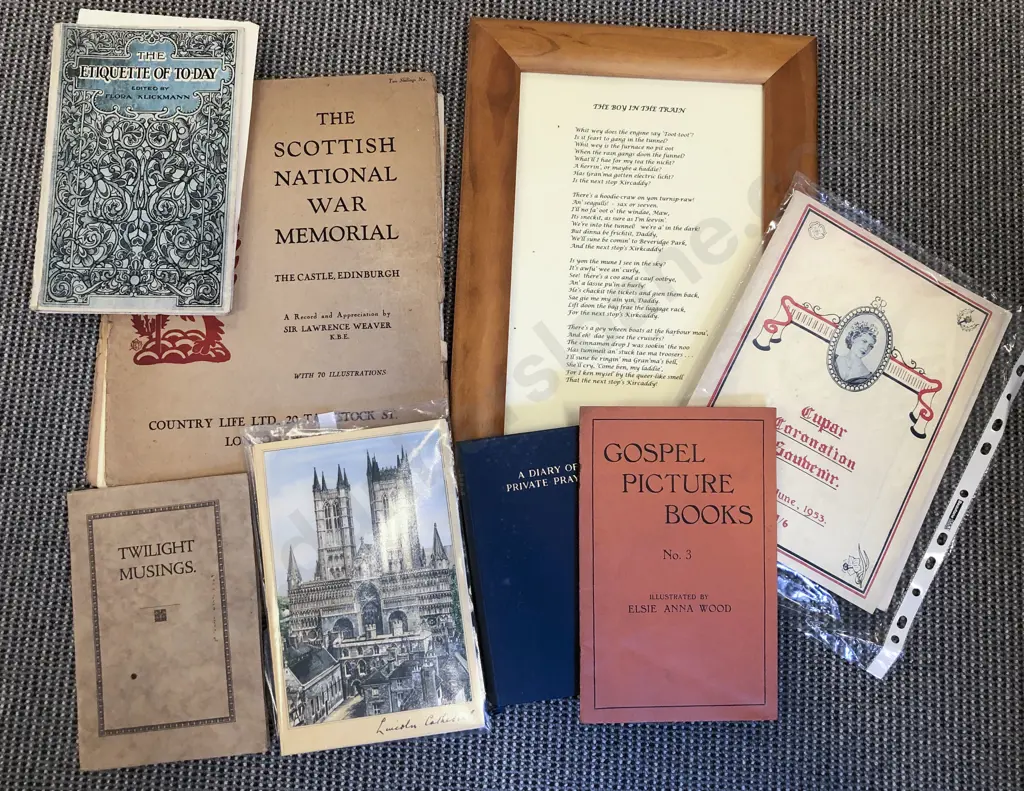 THE
ETIQUETTE OF TO-DAY
EDITED BY
FLORA KLICKMANN
Two Shillings Net.
THE
SCOTTISH
NATIONAL
WAR
MEMORIAL
THE CASTLE, EDINBURGH
A Record and Appreciation by
SIR LAWRENCE WEAVER
K.B.E.
WITH 70 ILLUSTRATIONS
COUNTRY LIFE LTD. 20 TA STOCK ST.
LO
THE BOY IN THE TRAIN
Whit wey does the engine say 'Toot-toot'?
Is it feart to gang in the tunnel?
Whit wey is the furnace no pit oot
When the rain gangs doon the funnel?
What'll I hae for my tea the nicht?
A herrin', or maybe a haddie?
Has Gran'ma gotten electric licht?
Is the next stop Kirkcaddy?
There's a hoodie-craw on yon turnip-raw!
An' seagulls! - sax or seeven.
I'll no fa' oot o' the windae, Maw,
Its sneckit, as sure as I'm leevin'.
We're into the tunnel we're a' in the dark!
But dinna be frichtit, Daddy,
We'll sune be comin' to Beveridge Park,
And the next stop's Kirkcaddy!
Is yon the mune I see in the sky?
It's awfu' wee an' curly,
See! there's a coo and a cauf ootbye,
An' a lassie pu'in a hurly!
He's chackit the tickets and gien them back,
Sae gie me my ain yin, Daddy.
Lift doon the bag frae the luggage rack,
For the next stop's Kirkcaddy.
There's a gey wheen boats at the harbour mou',
And eh! dae ya see the cruisers?
The cinnamon drop I was sookin' the noo
Has tummelt an' stuck tae ma troosers . . .
I'll sune be ringin' ma Gran'ma's bell,
She'll cry, 'Come ben, my laddie',
For I ken mysel' by the queer-like smell
That the next stop's Kirkcaddy!
Cupar
Coronation
Souvenir.
June, 1953.
/6
TWILIGHT
MUSINGS.
Lincoln Cathedral
A DIARY OF
PRIVATE PRAY
GOSPEL
PICTURE
BOOKS
No. 3
ILLUSTRATED BY
ELSIE ANNA WOOD